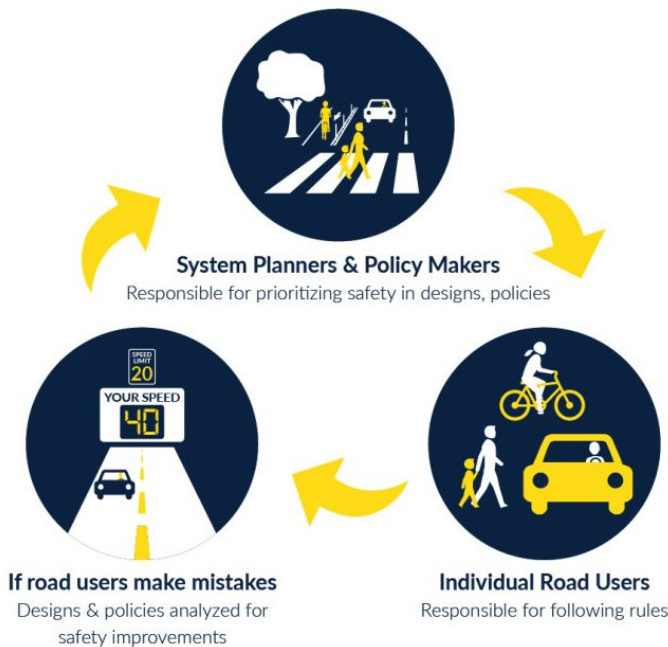 System Planners & Policy Makers
Responsible for prioritizing safety in designs, policies
SPEED
LIMIT
20
YOUR SPEED
40
If road users make mistakes
Designs & policies analyzed for
safety improvements
Individual Road Users
Responsible for following rules